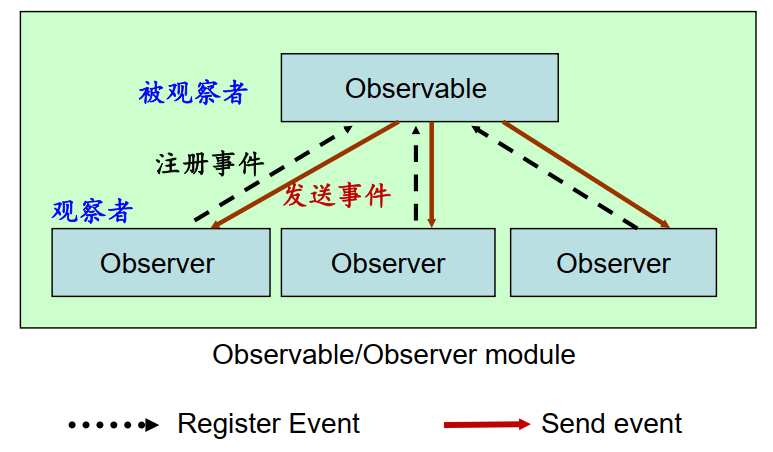 被观察者
Observable
注册事件
发送事件
观察者
Observer
Observer
Observer
Observable/Observer module
Register Event
Send event